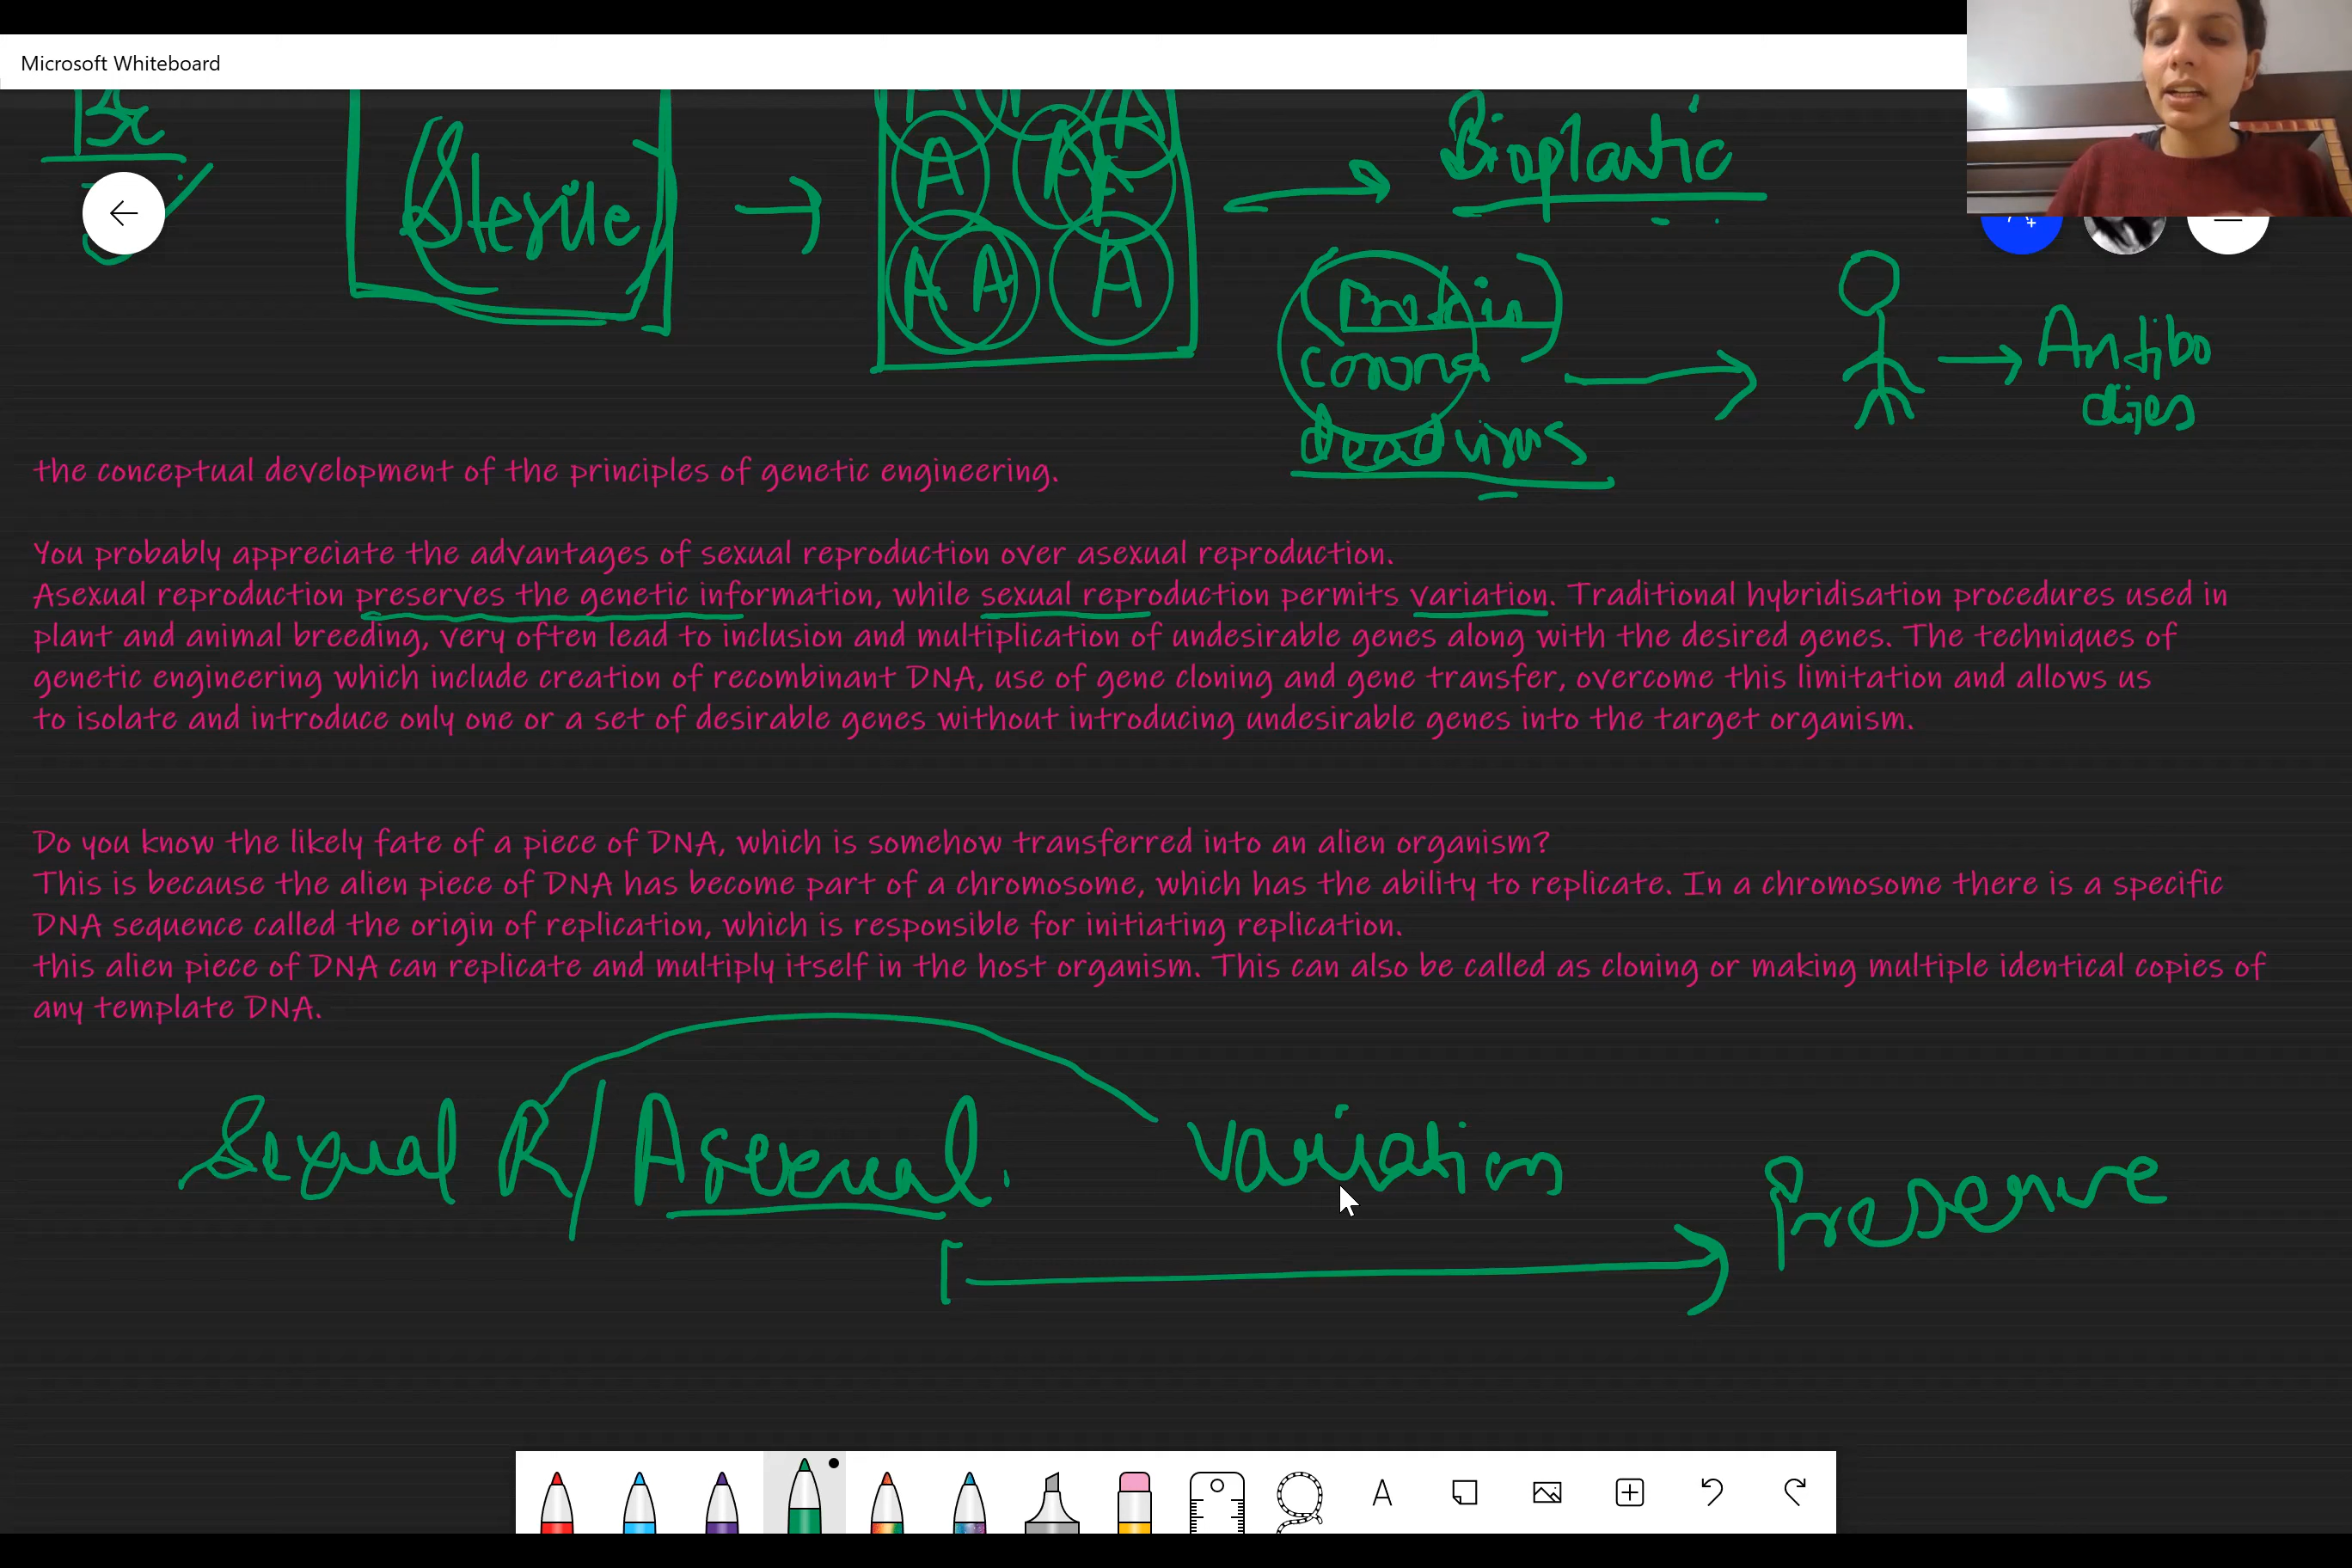 Microsoft Whiteboard
Sterile
A
A
A A A
Bioplastic
Protein
corona
dead virus
Antibo
dies
the conceptual development of the principles of genetic engineering.
You probably appreciate the advantages of sexual reproduction over asexual reproduction.
Asexual reproduction preserves the genetic information, while sexual reproduction permits variation. Traditional hybridisation procedures used in
plant and animal breeding, very often lead to inclusion and multiplication of undesirable genes along with the desired genes. The techniques of
genetic engineering which include creation of recombinant DNA, use of gene cloning and gene transfer, overcome this limitation and allows us
to isolate and introduce only one or a set of desirable genes without introducing undesirable genes into the target organism.
Do you know the likely fate of a piece of DNA, which is somehow transferred into an alien organism?
This is because the alien piece of DNA has become part of a chromosome, which has the ability to replicate. In a chromosome there is a specific
DNA sequence called the origin of replication, which is responsible for initiating replication.
this alien piece of DNA can replicate and multiply itself in the host organism. This can also be called as cloning or making multiple identical copies of
any template DNA.
Sexual R/ Asexual. variation
Preserve